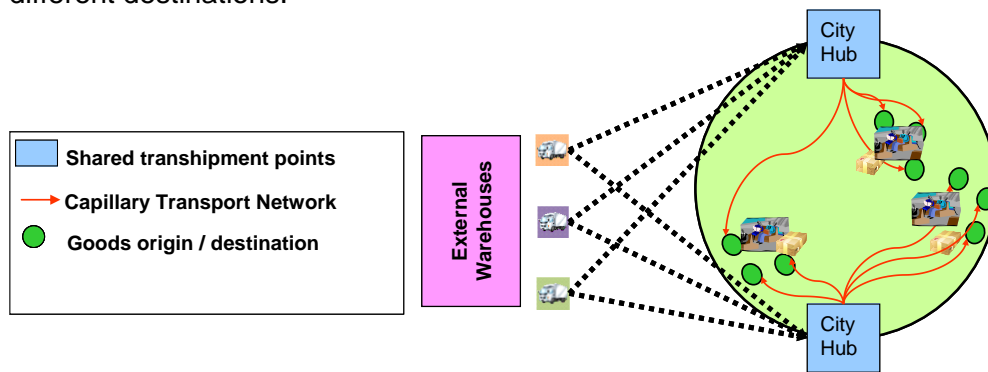 different destinations.
City
Hub
Shared transhipment points
Capillary Transport Network
Goods origin / destination
External
Warehouses
City
Hub